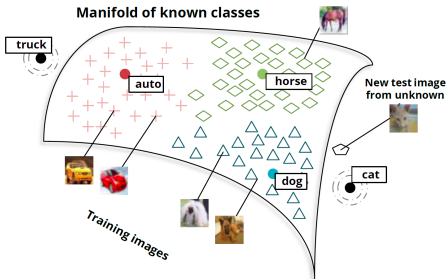 Manifold of known classes
truck
auto
horse
New test image
from unknown
dog
cat
Training images